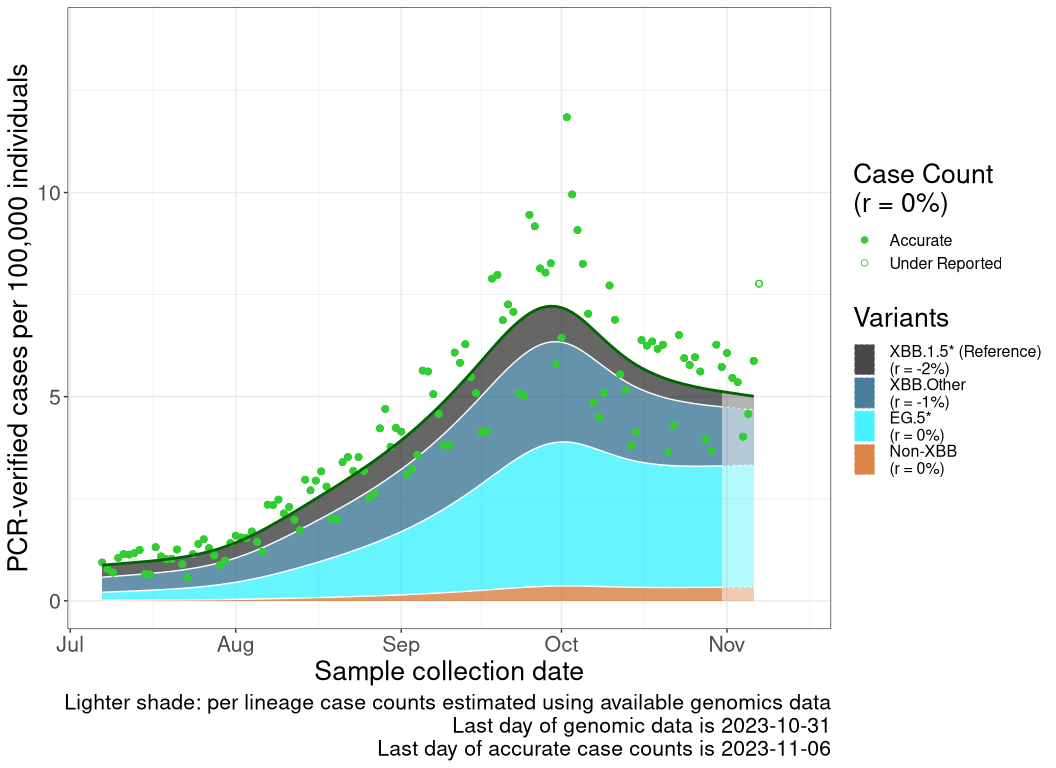 PCR-verified cases per 100,000 individuals
10
5
0
Jul
Aug
Sep
Oct
Nov
Sample collection date
Lighter shade: per lineage case counts estimated using available genomics data
Last day of genomic data is 2023-10-31
Last day of accurate case counts is 2023-11-06
Case Count
(r = 0%)
Accurate
Under Reported
Variants
XBB.1.5* (Reference)
(r = -2%)
XBB.Other
(r = -1%)
EG.5*
(r = 0%)
Non-XBB
(r = 0%)